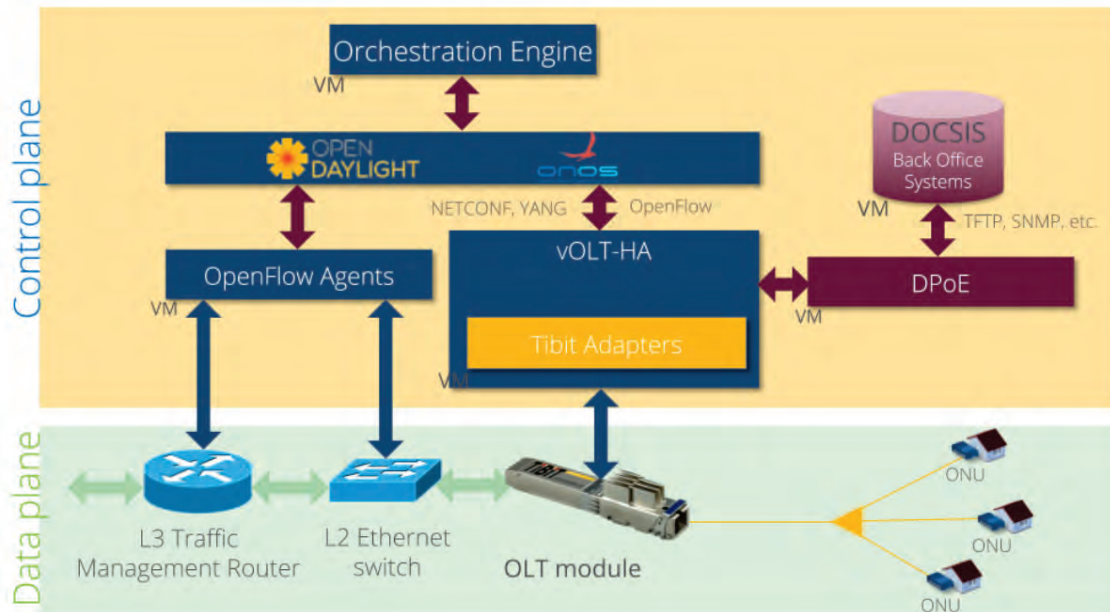 Control plane
Orchestration Engine
VM
OPEN
DAYLIGHT
onos
DOCSIS
Back Office
Systems
VM
NETCONF, YANG
OpenFlow
TFTP, SNMP, etc.
OpenFlow Agents
VM
vOLT-HA
Tibit Adapters
VM
DPoE
VM
Data plane
L3 Traffic
Management Router
L2 Ethernet
switch
OLT module
ONU
ONU
ONU